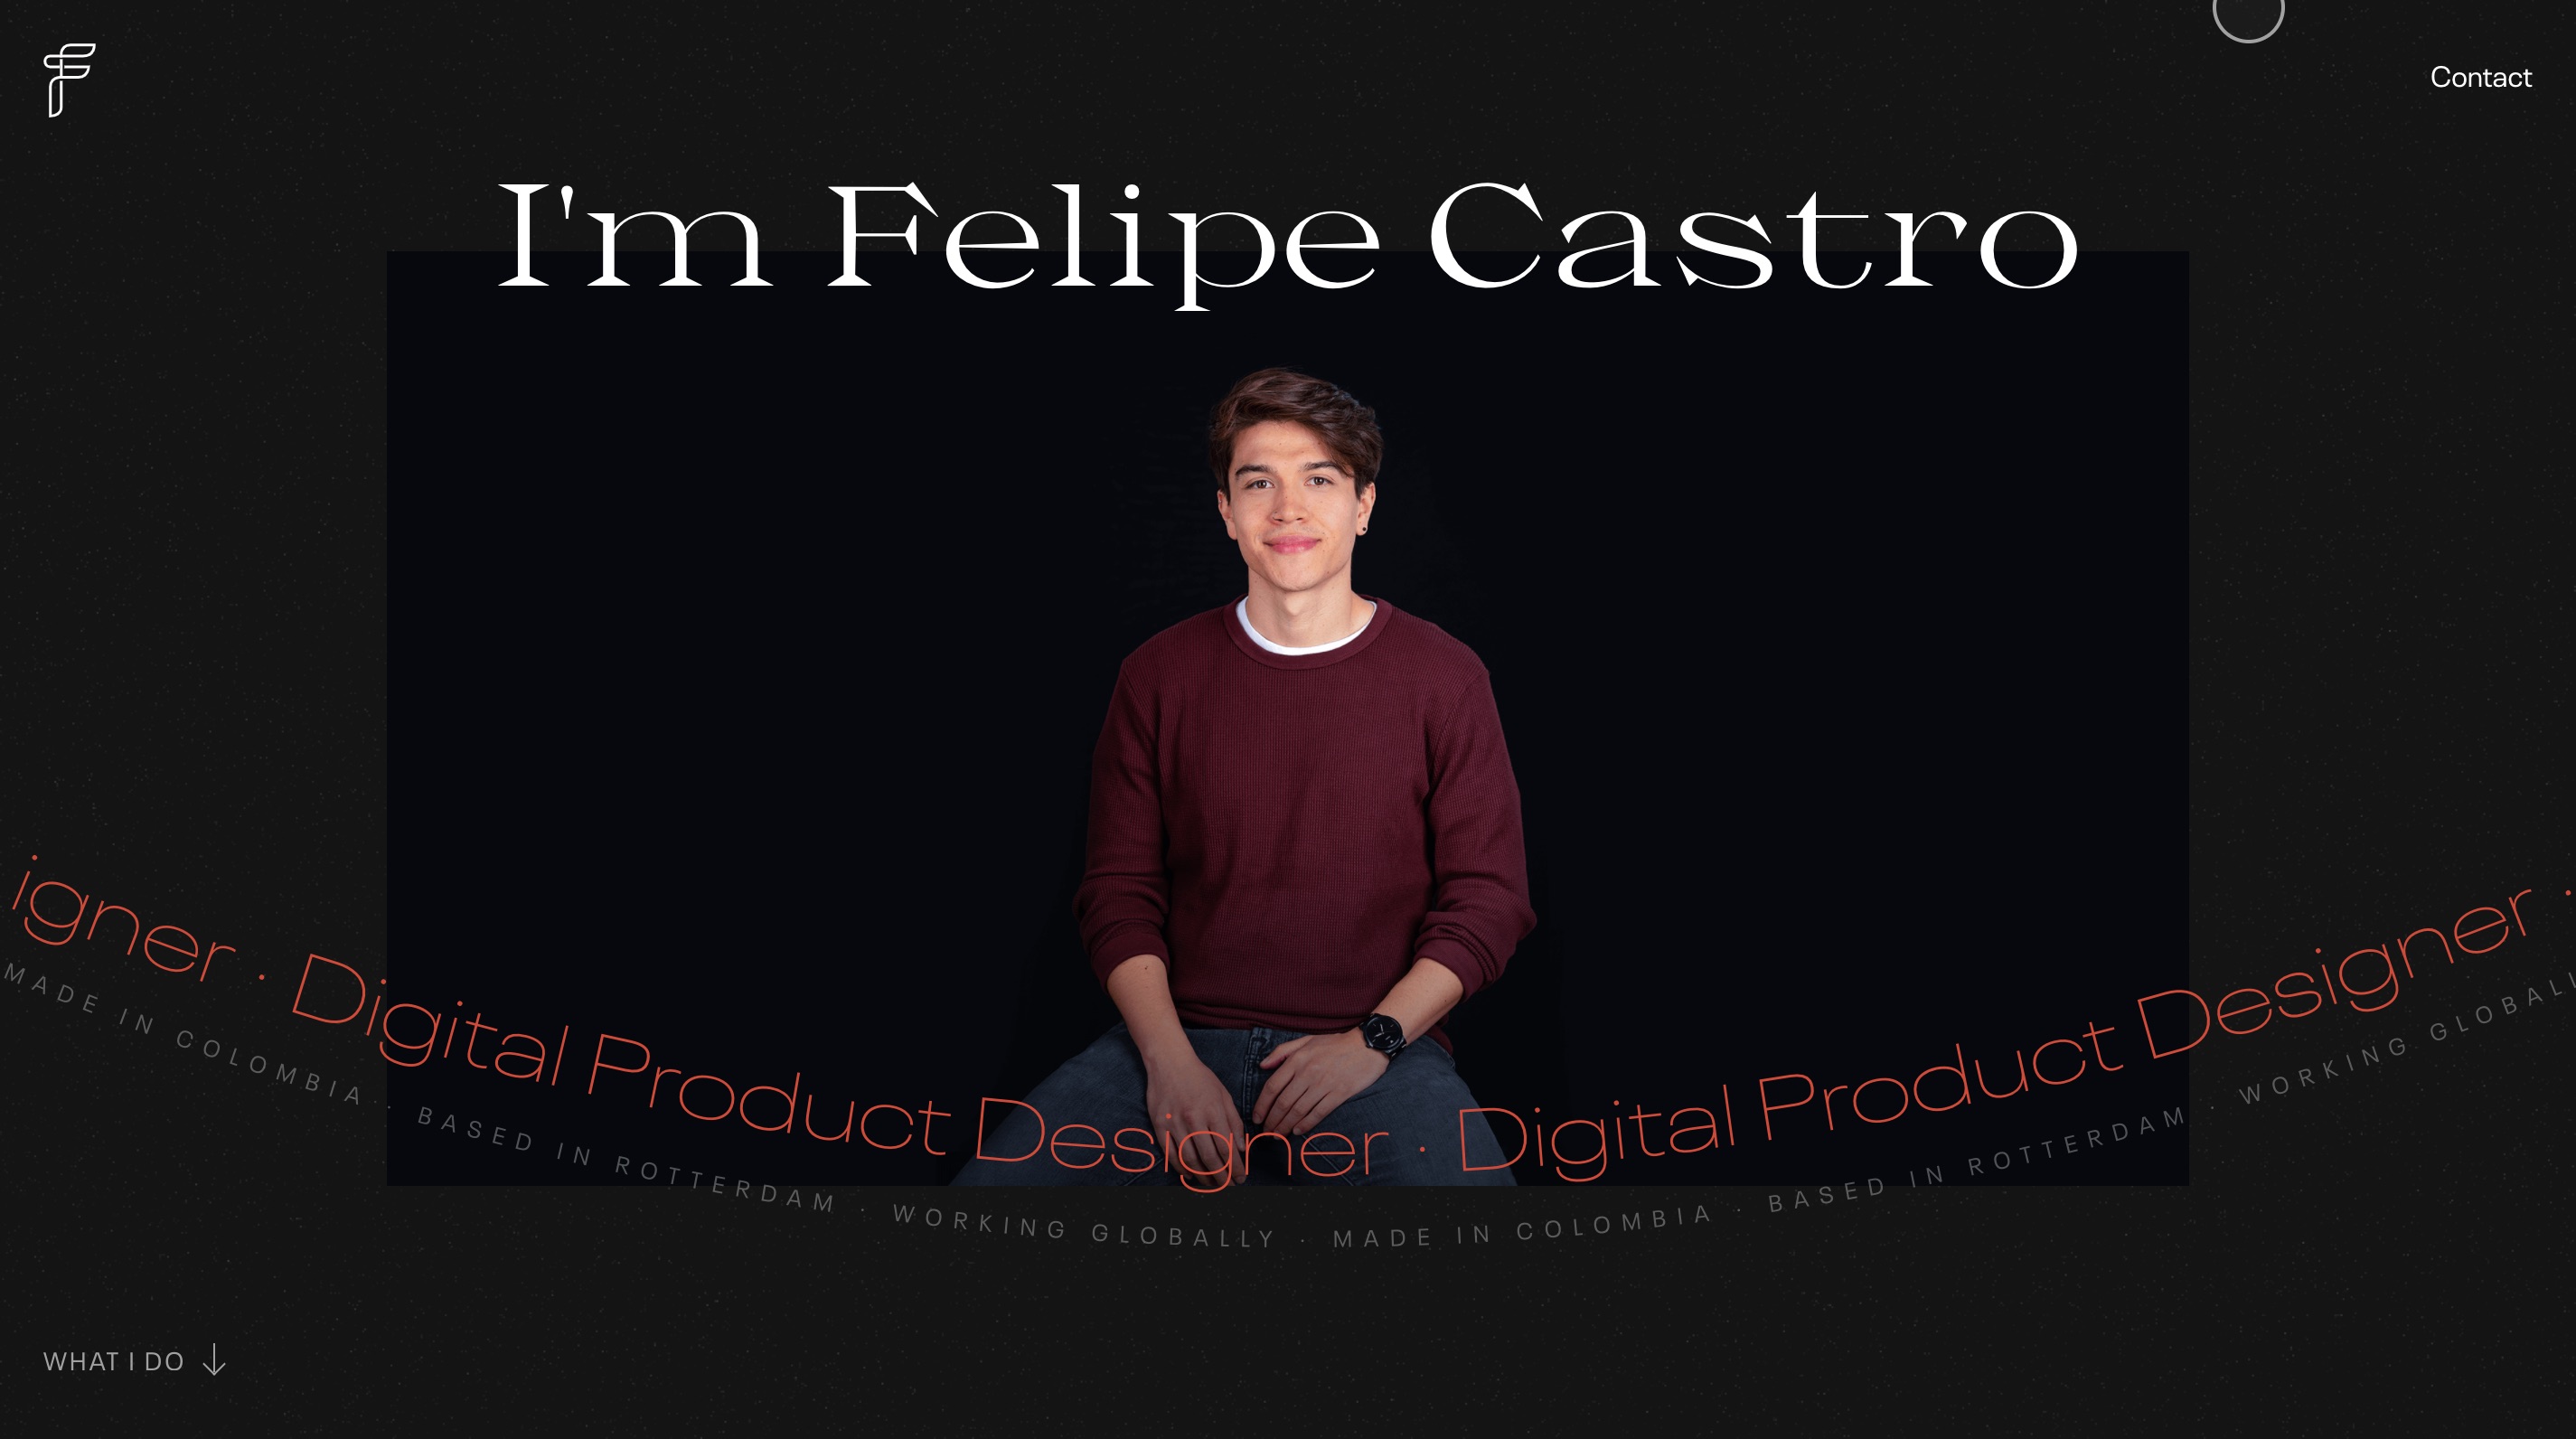 Contact
I'm Felipe Castro
igner · Digital Product Designer · Digital Product Designer ·
MADE IN COLOMBIA · BASED IN ROTTERDAM · WORKING GLOBALLY · MADE IN COLOMBIA · BASED IN ROTTERDAM · WORKING GLOBALL
WHAT I DO ↓